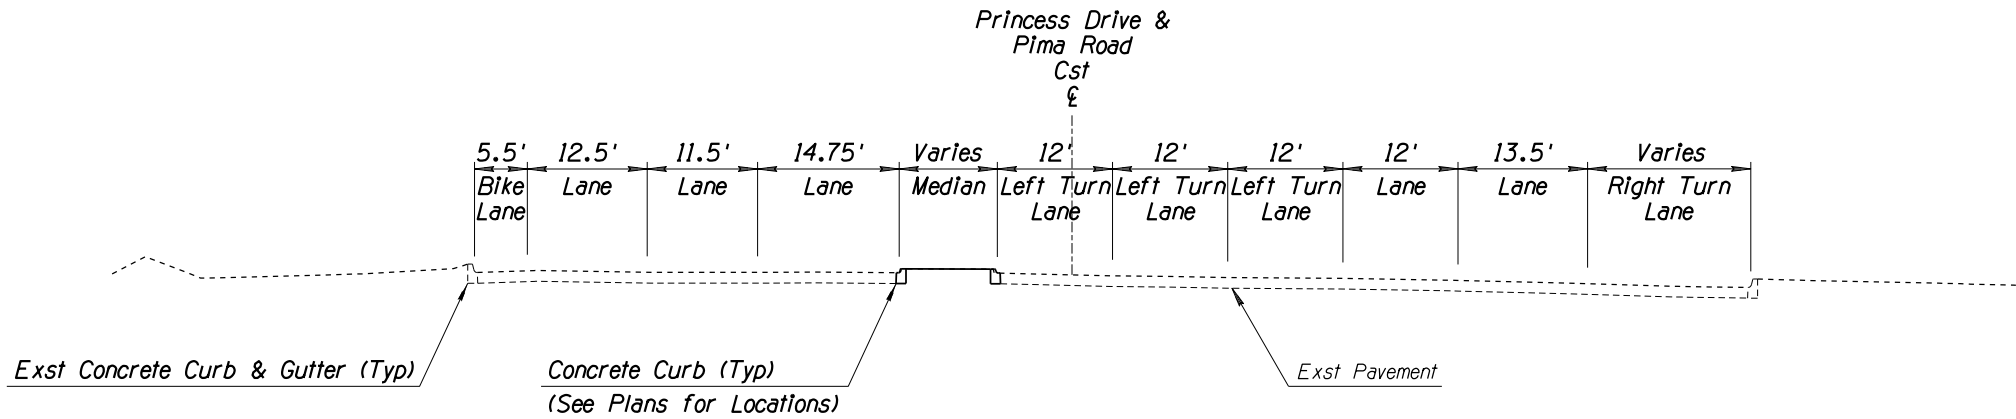 Princess Drive &
Pima Road
Cst
℄
5.5' 12.5' 11.5' 14.75' Varies 12' 12' 12' 12' 13.5' Varies
Bike Lane Lane Lane Median Left Turn Left Turn Left Turn Lane Lane Right Turn
Lane Lane Lane Lane Lane
Exst Concrete Curb & Gutter (Typ)
Concrete Curb (Typ)
(See Plans for Locations)
Exst Pavement